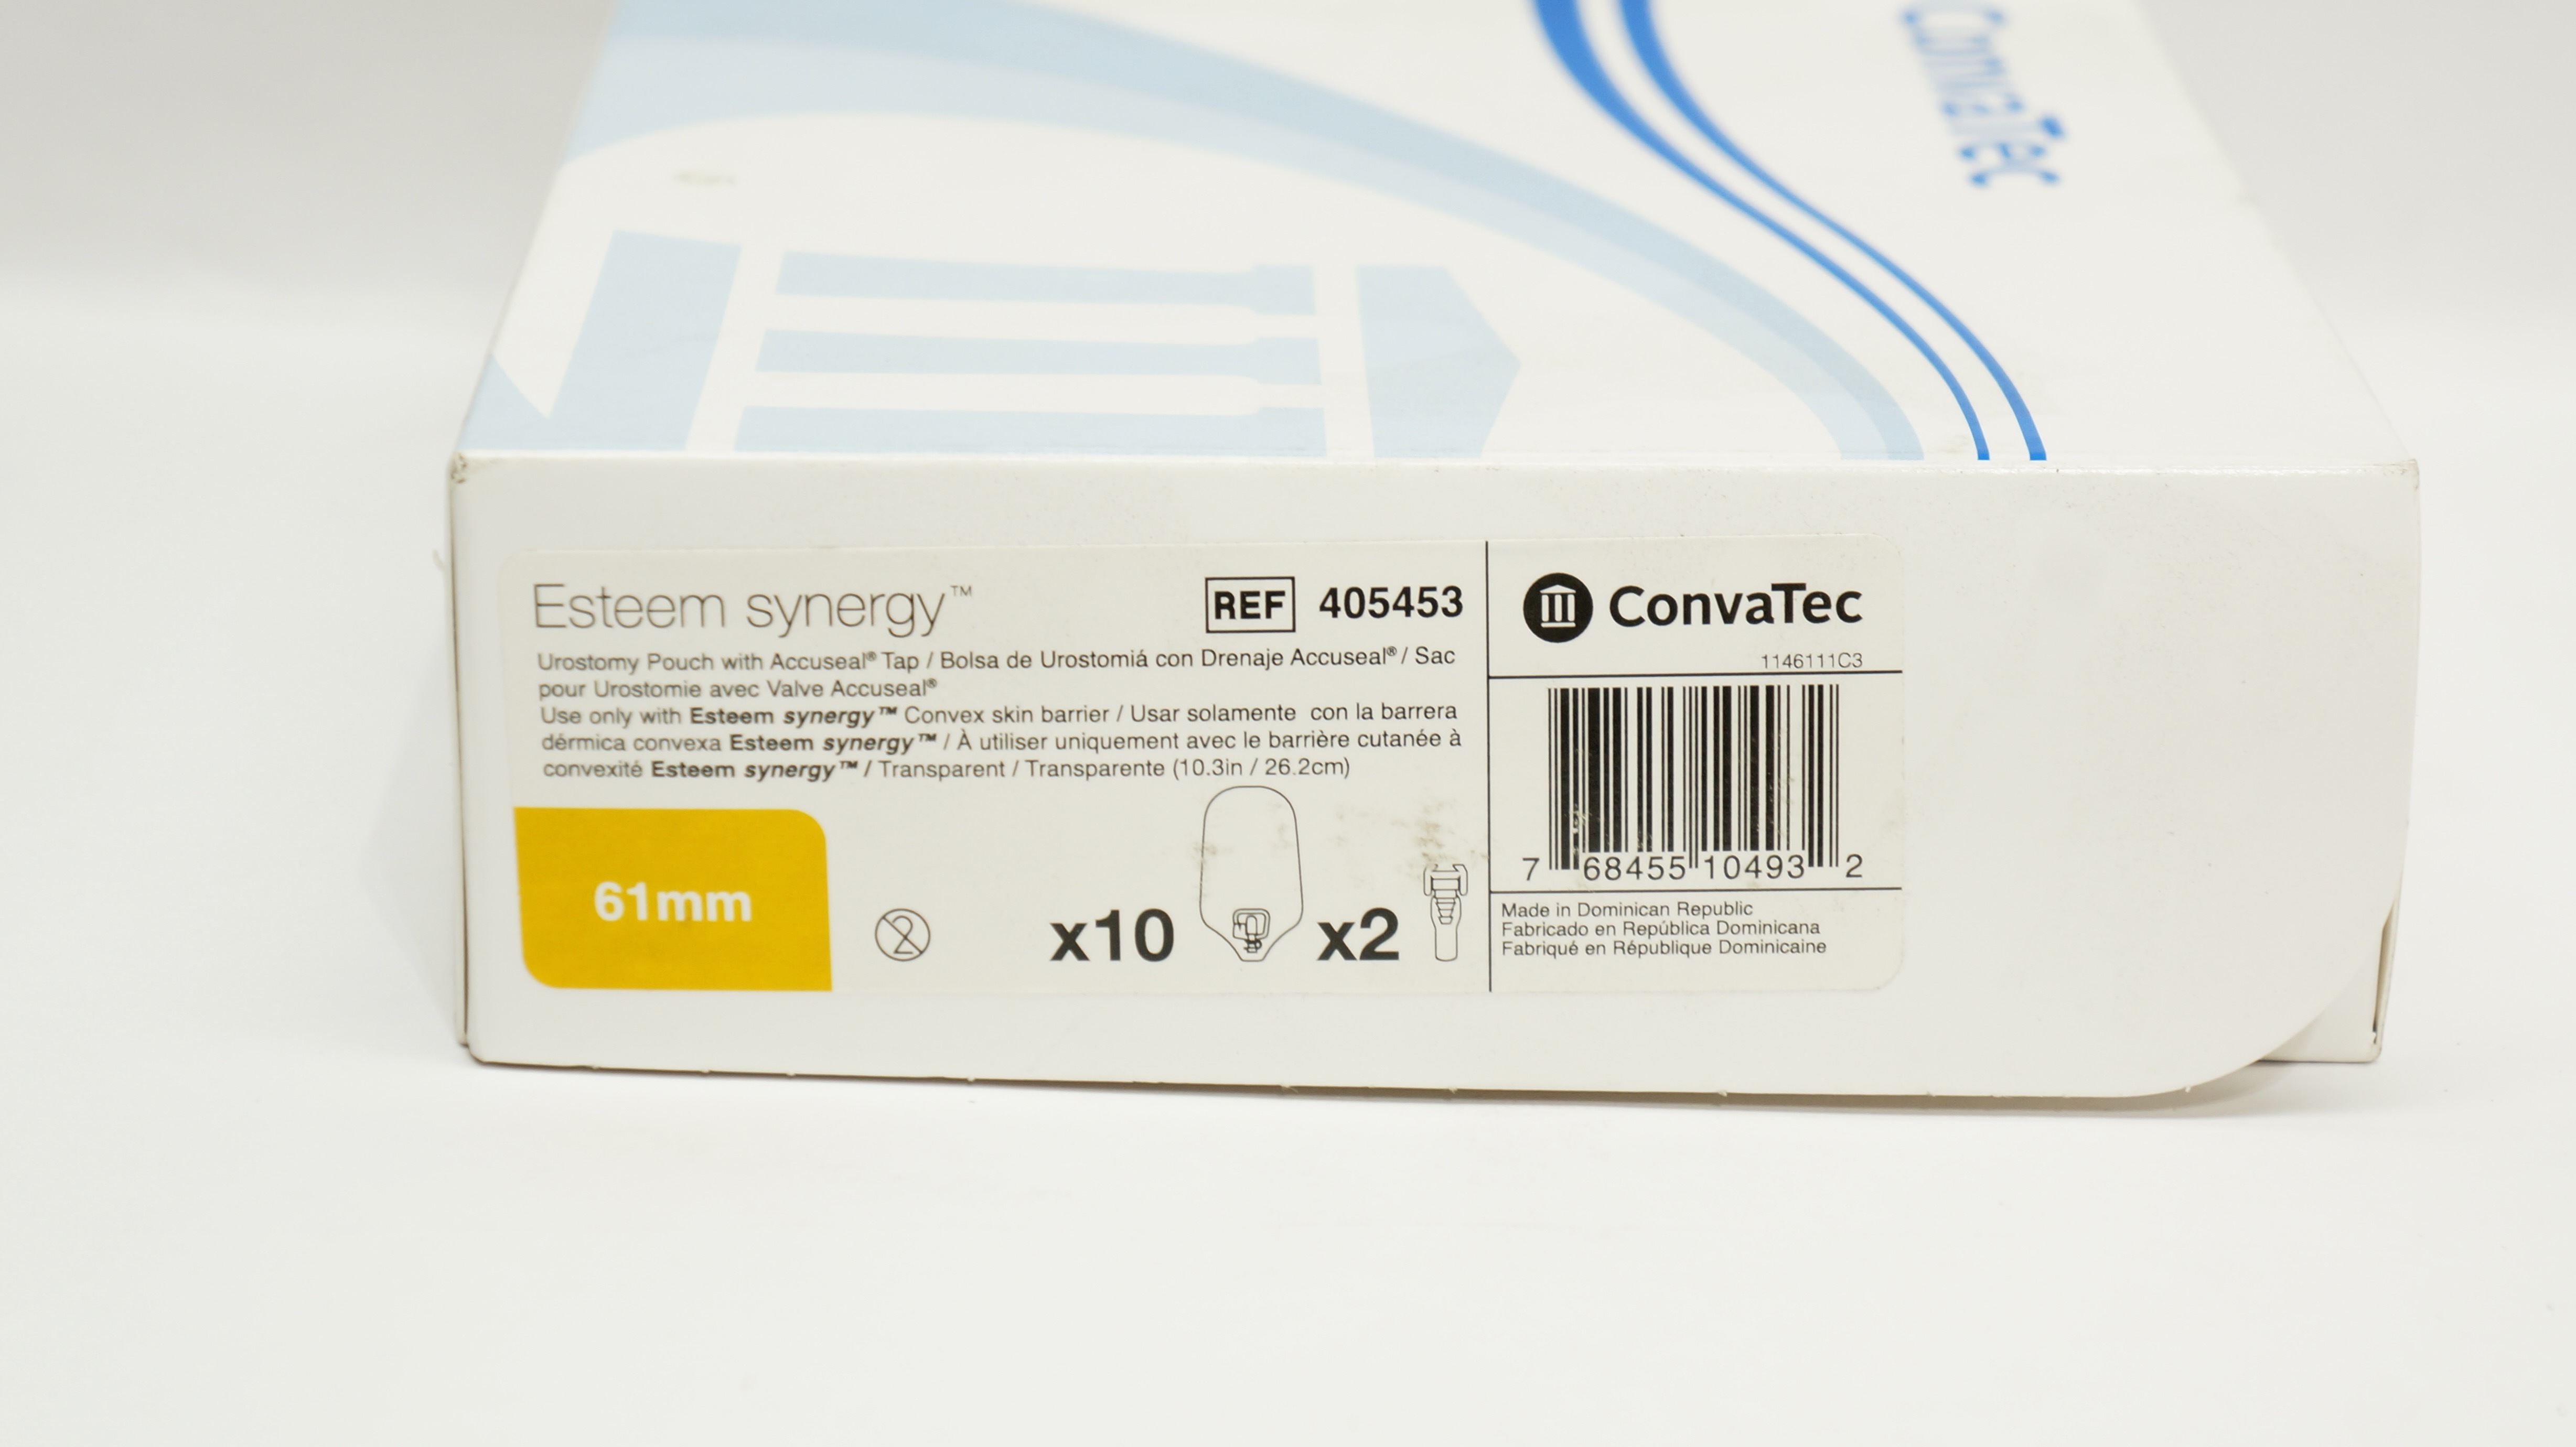 ConvaTec
Esteem synergy™
REF 405453
Urostomy Pouch with Accuseal® Tap / Bolsa de Urostomiá con Drenaje Accuseal® / Sac
pour Urostomie avec Valve Accuseal®
Use only with Esteem synergy™ Convex skin barrier / Usar solamente con la barrera
dérmica convexa Esteem synergy™ / À utiliser uniquement avec le barrière cutanée à
convexité Esteem synergy™ / Transparent / Transparente (10.3in / 26.2cm)
61mm
2
x10
x2
ConvaTec
1146111C3
7 68455 10493 2
Made in Dominican Republic
Fabricado en República Dominicana
Fabriqué en République Dominicaine